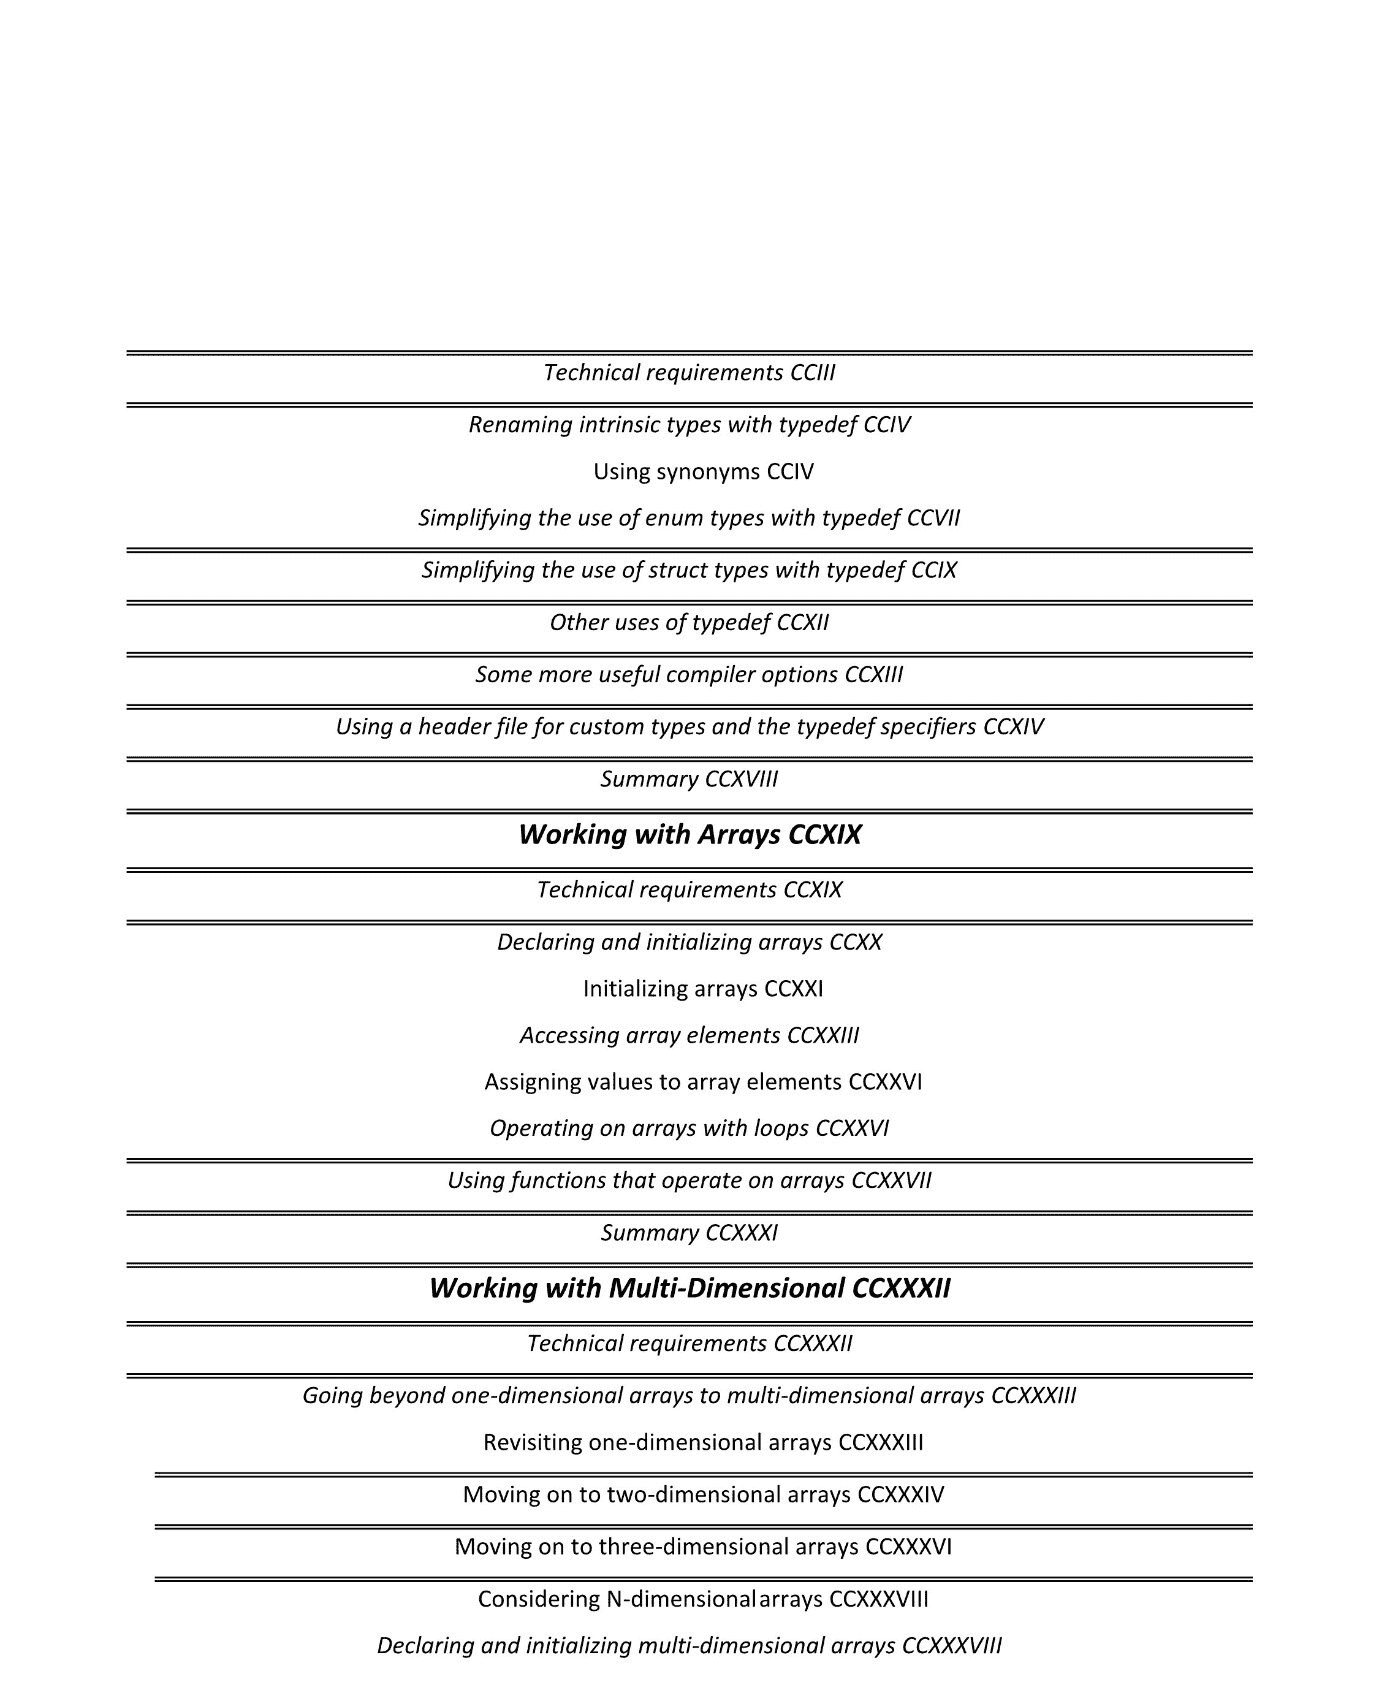 Technical requirements CCIII
Renaming intrinsic types with typedef CCIV
Using synonyms CCIV
Simplifying the use of enum types with typedef CCVII
Simplifying the use of struct types with typedef CCIX
Other uses of typedef CCXII
Some more useful compiler options CCXIII
Using a header file for custom types and the typedef specifiers CCXIV
Summary CCXVIII
Working with Arrays CCXIX
Technical requirements CCXIX
Declaring and initializing arrays CCXX
Initializing arrays CCXXI
Accessing array elements CCXXIII
Assigning values to array elements CCXXVI
Operating on arrays with loops CCXXVI
Using functions that operate on arrays CCXXVII
Summary CCXXXI
Working with Multi-Dimensional CCXXXII
Technical requirements CCXXXII
Going beyond one-dimensional arrays to multi-dimensional arrays CCXXXIII
Revisiting one-dimensional arrays CCXXXIII
Moving on to two-dimensional arrays CCXXXIV
Moving on to three-dimensional arrays CCXXXVI
Considering N-dimensional arrays CCXXXVIII
Declaring and initializing multi-dimensional arrays CCXXXVIII